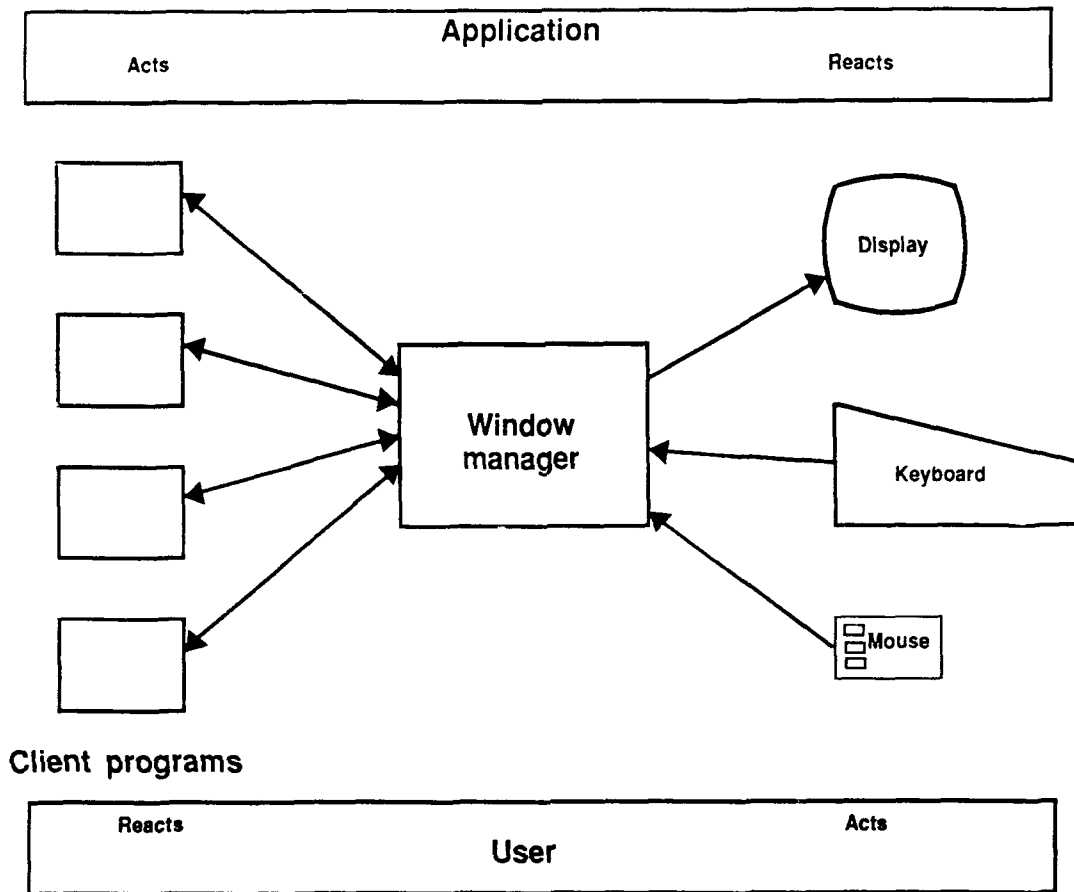 Application
Acts
Reacts
Display
Window
manager
Keyboard
Mouse
Client programs
Reacts
Acts
User